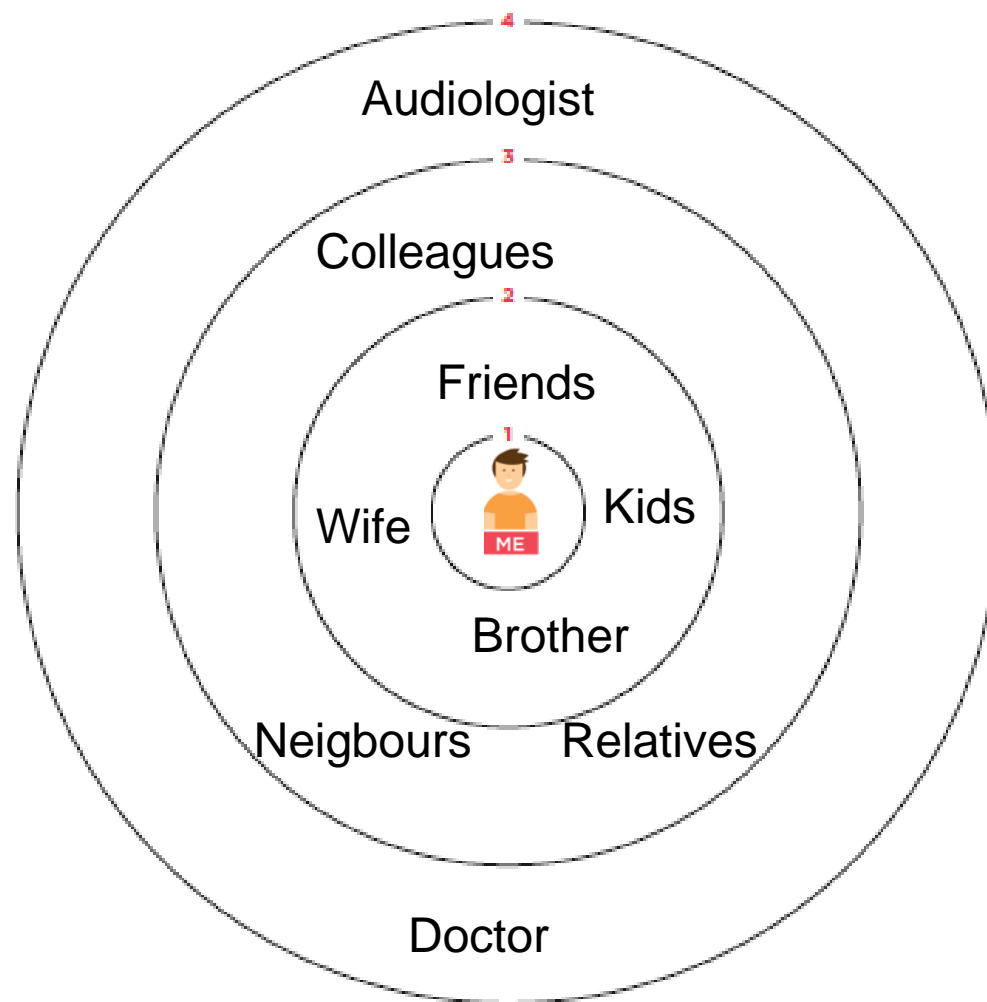 4
Audiologist
3
Colleagues
2
Friends
1
Kids
Wife
ME
Brother
Neigbours Relatives
Doctor